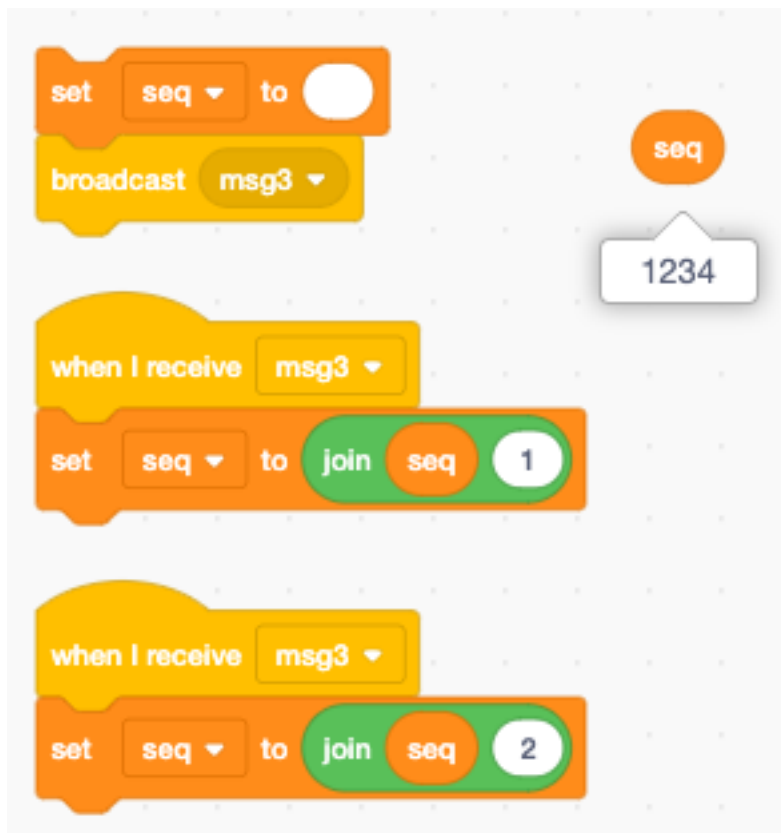 set seq to
broadcast msg3
seq
1234
when I receive msg3
set seq to join seq 1
when I receive msg3
set seq to join seq 2